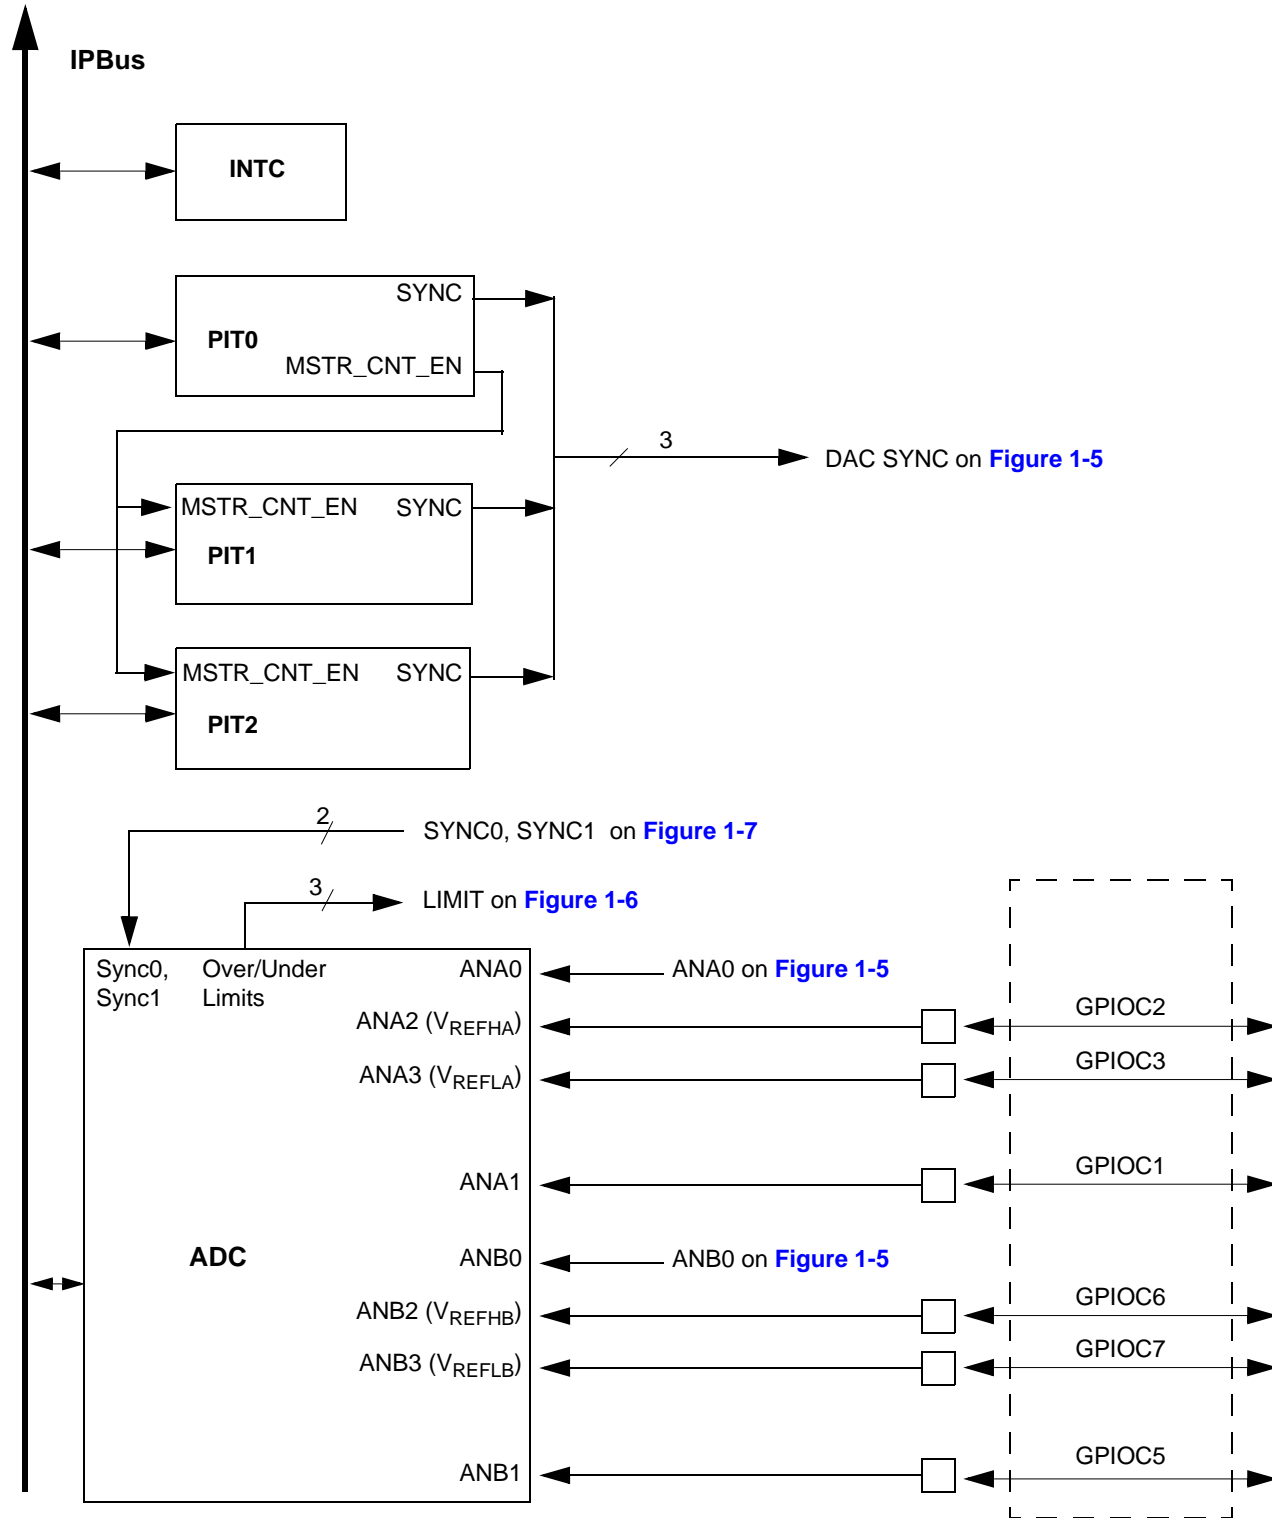 IPBus
INTC
SYNC
PIT0
MSTR_CNT_EN
3
DAC SYNC on Figure 1-5
MSTR_CNT_EN SYNC
PIT1
MSTR_CNT_EN SYNC
PIT2
2
SYNC0, SYNC1 on Figure 1-7
3
LIMIT on Figure 1-6
Sync0, Over/Under ANA0
Sync1 Limits
ANA0 on Figure 1-5
ANA2 (VREFHA)
GPIOC2
ANA3 (VREFLA)
GPIOC3
ANA1
GPIOC1
ADC
ANB0
ANB0 on Figure 1-5
ANB2 (VREFHB)
GPIOC6
ANB3 (VREFLB)
GPIOC7
ANB1
GPIOC5